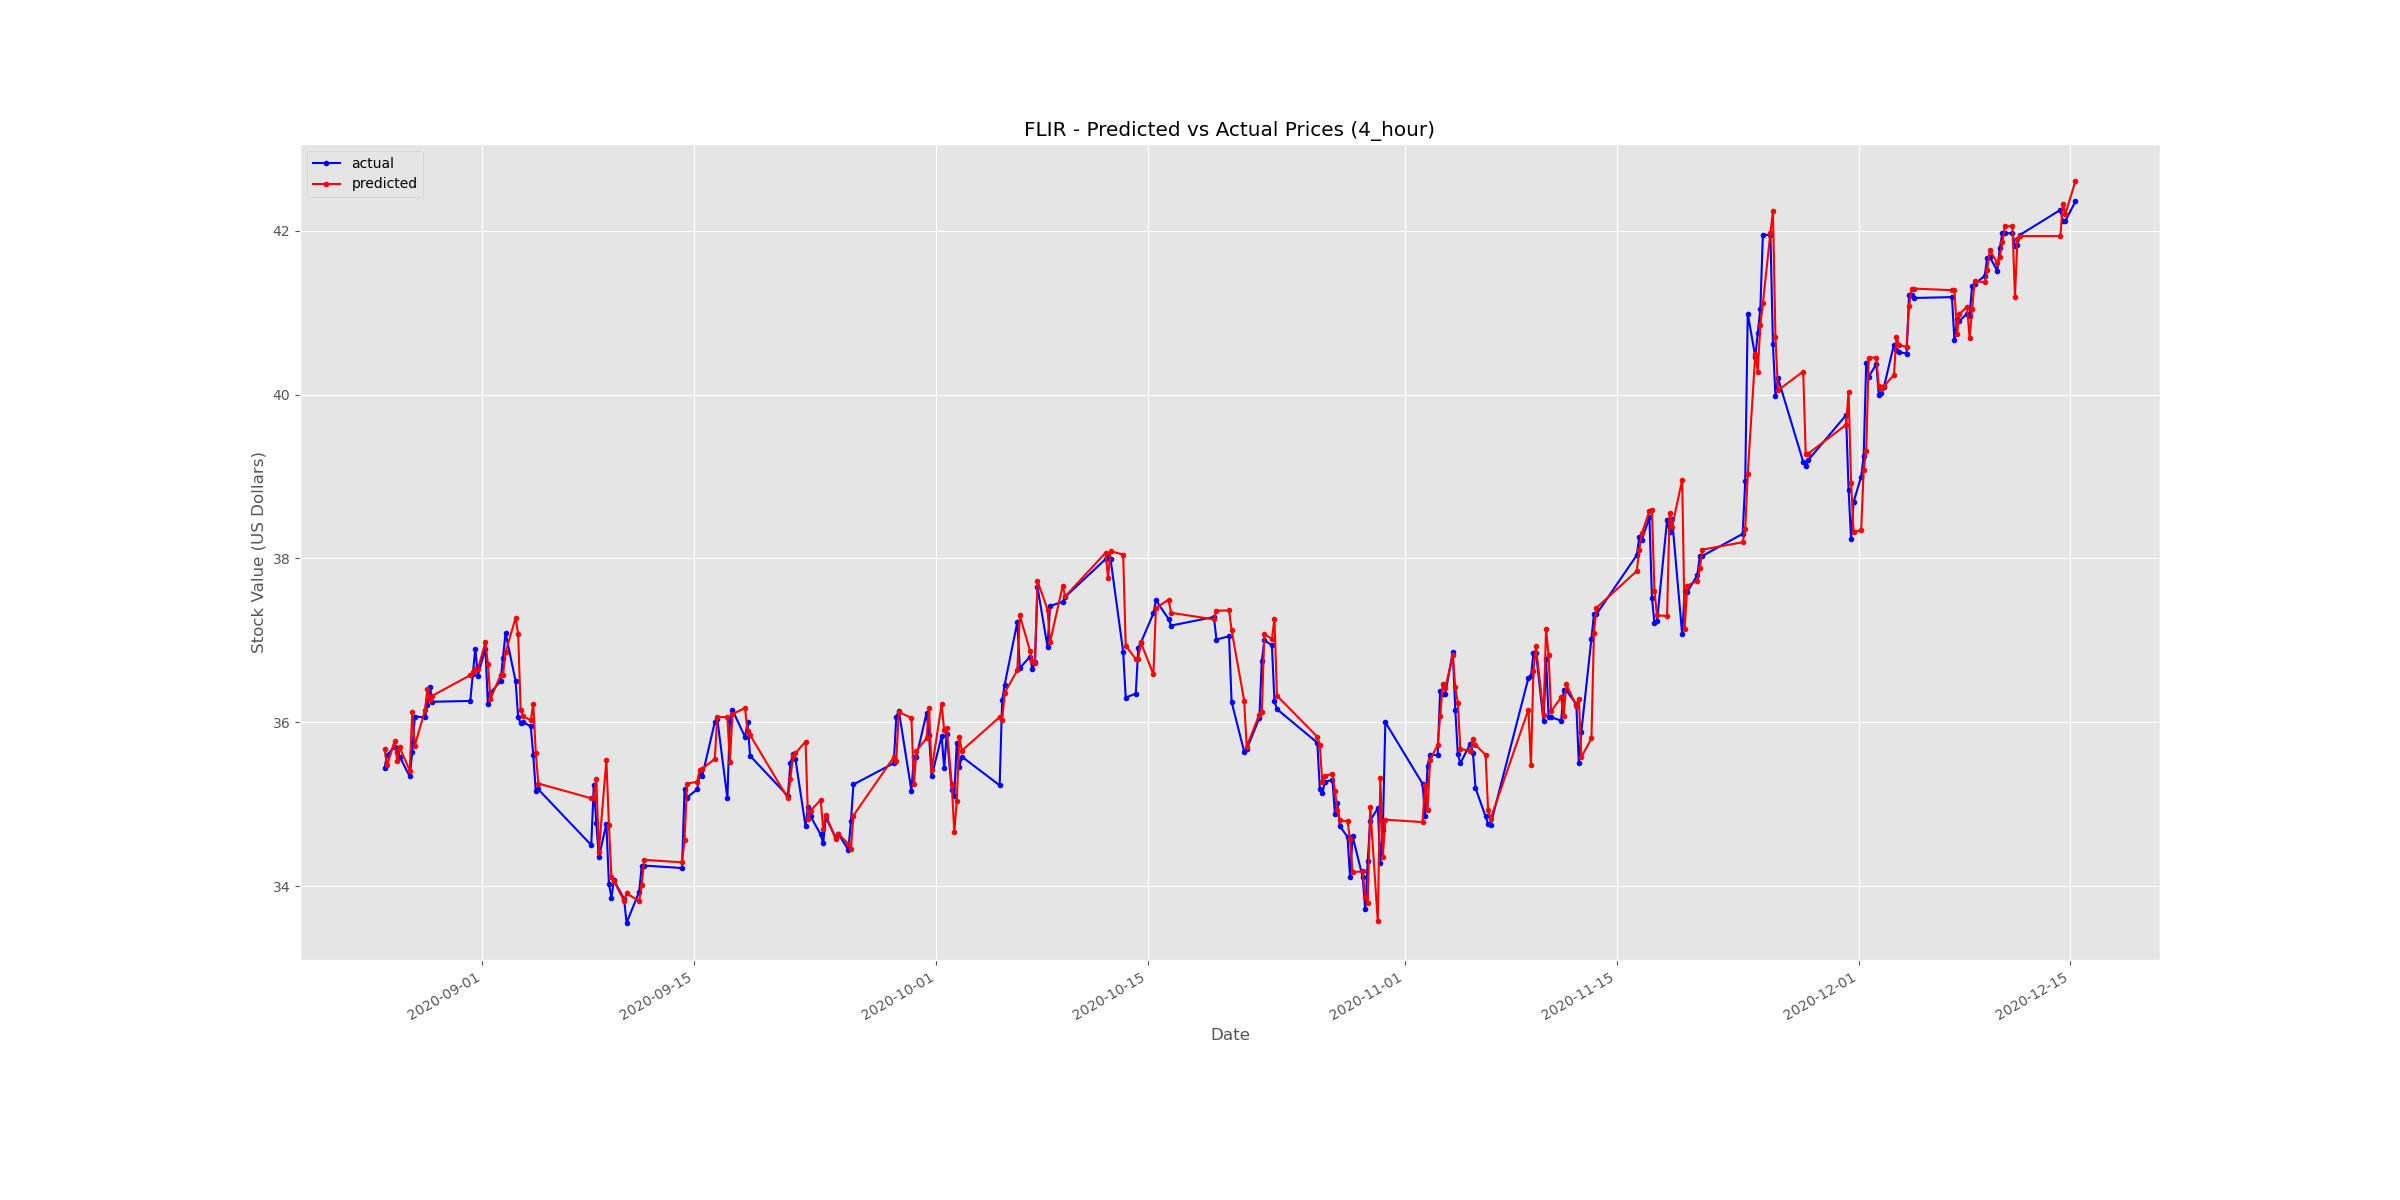 FLIR - Predicted vs Actual Prices (4_hour)
actual
predicted
Stock Value (US Dollars)
42
40
38
36
34
2020-09-01
2020-09-15
2020-10-01
2020-10-15
2020-11-01
2020-11-15
2020-12-01
2020-12-15
Date